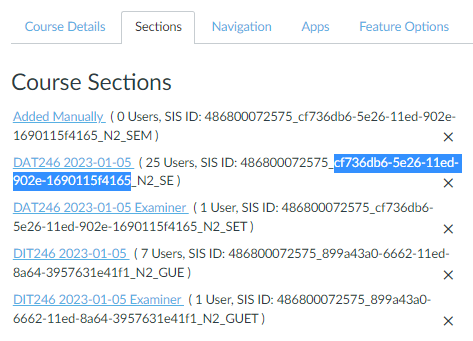 Course Details Sections Navigation Apps Feature Options
Course Sections
Added Manually ( 0 Users, SIS ID: 486800072575_cf736db6-5e26-11ed-902e-
1690115f4165_N2_SEM )
DAT246 2023-01-05 ( 25 Users, SIS ID: 486800072575_cf736db6-5e26-11ed-
902e-1690115f4165_N2_SE )
DAT246 2023-01-05 Examiner ( 1 User, SIS ID: 486800072575_cf736db6-
5e26-11ed-902e-1690115f4165_N2_SET )
DIT246 2023-01-05 ( 7 Users, SIS ID: 486800072575_899a43a0-6662-11ed-
8a64-3957631e41f1_N2_GUE )
DIT246 2023-01-05 Examiner ( 1 User, SIS ID: 486800072575_899a43a0-
6662-11ed-8a64-3957631e41f1_N2_GUET )